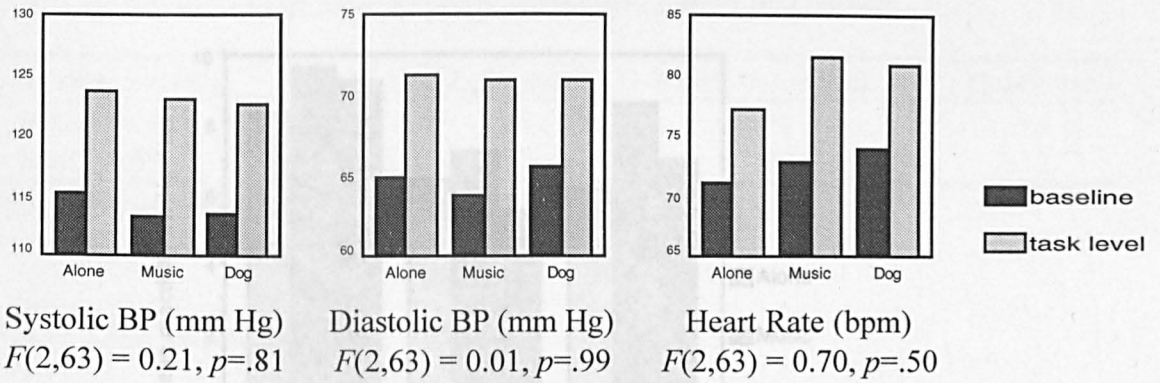 130
125
120
115
110
Alone Music Dog
Systolic BP (mm Hg)
F(2,63) = 0.21, p=.81
75
70
65
60
Alone Music Dog
Diastolic BP (mm Hg)
F(2,63) = 0.01, p=.99
85
80
75
70
65
Alone Music Dog
Heart Rate (bpm)
F(2,63) = 0.70, p=.50
baseline
task level